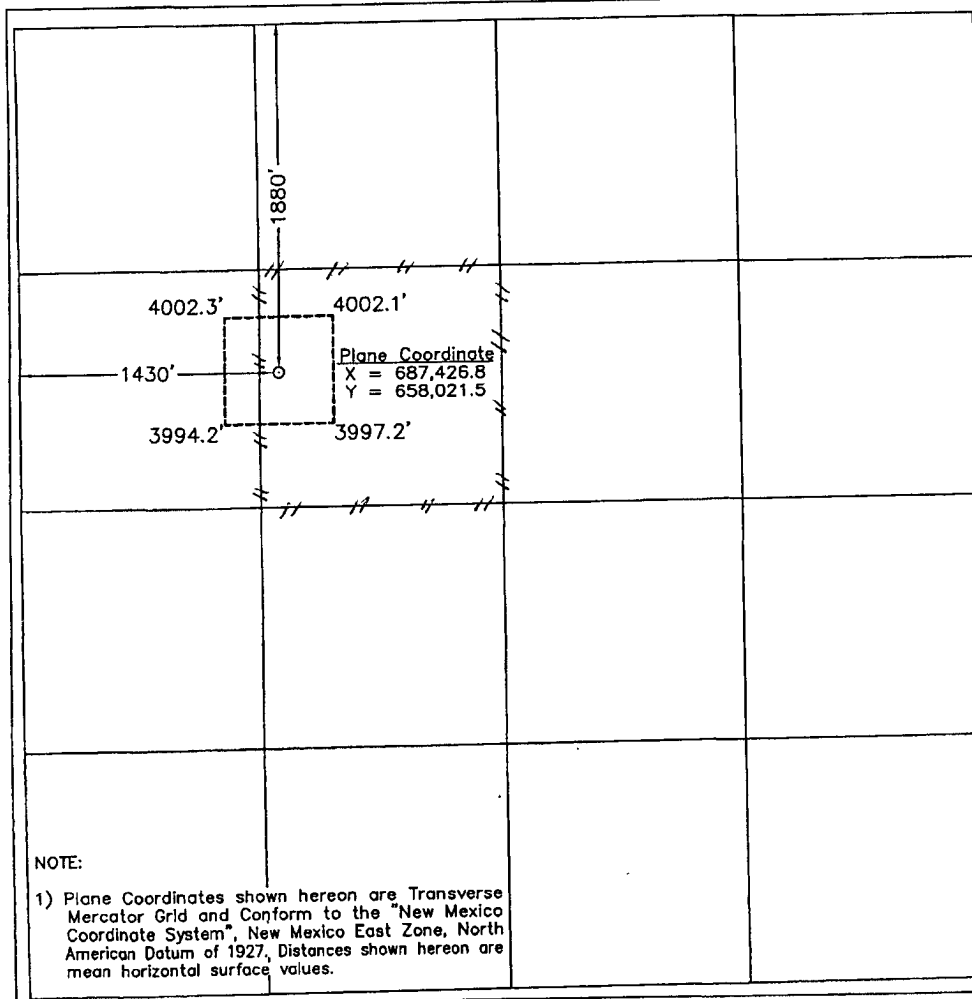 1880'
4002.3'
4002.1'
1430'
Plane Coordinate
X = 687,426.8
Y = 658,021.5
3994.2'
3997.2'
NOTE:
1) Plane Coordinates shown hereon are Transverse
Mercator Grid and Conform to the "New Mexico
Coordinate System", New Mexico East Zone, North
American Datum of 1927. Distances shown hereon are
mean horizontal surface values.